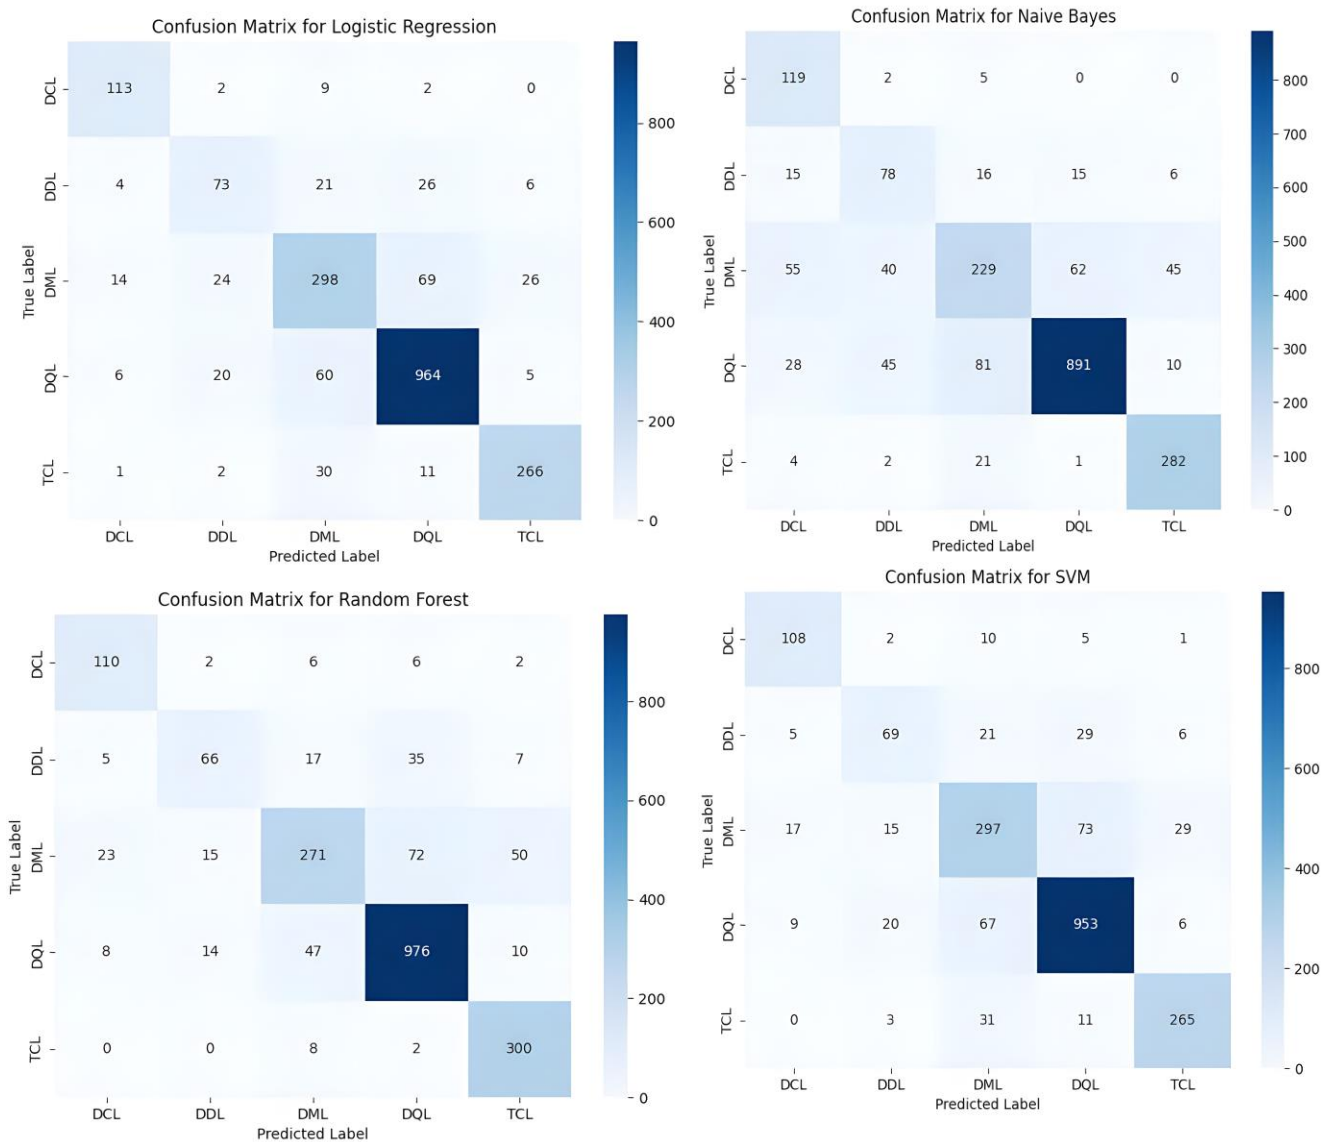 Confusion Matrix for Logistic Regression
DCL 113 2 9 2 0
DDL 4 73 21 26 6
DML 14 24 298 69 26
DQL 6 20 60 964 5
TCL 1 2 30 11 266
DCL DDL DML DQL TCL
True Label
Predicted Label
800
600
400
200
0
Confusion Matrix for Naive Bayes
DCL 119 2 5 0 0
DDL 15 78 16 15 6
DML 55 40 229 62 45
DQL 28 45 81 891 10
TCL 4 2 21 1 282
DCL DDL DML DQL TCL
True Label
Predicted Label
800
700
600
500
400
300
200
100
0
Confusion Matrix for Random Forest
DCL 110 2 6 6 2
DDL 5 66 17 35 7
DML 23 15 271 72 50
DQL 8 14 47 976 10
TCL 0 0 8 2 300
DCL DDL DML DQL TCL
True Label
Predicted Label
800
600
400
200
0
Confusion Matrix for SVM
DCL 108 2 10 5 1
DDL 5 69 21 29 6
DML 17 15 297 73 29
DQL 9 20 67 953 6
TCL 0 3 31 11 265
DCL DDL DML DQL TCL
True Label
Predicted Label
800
600
400
200
0